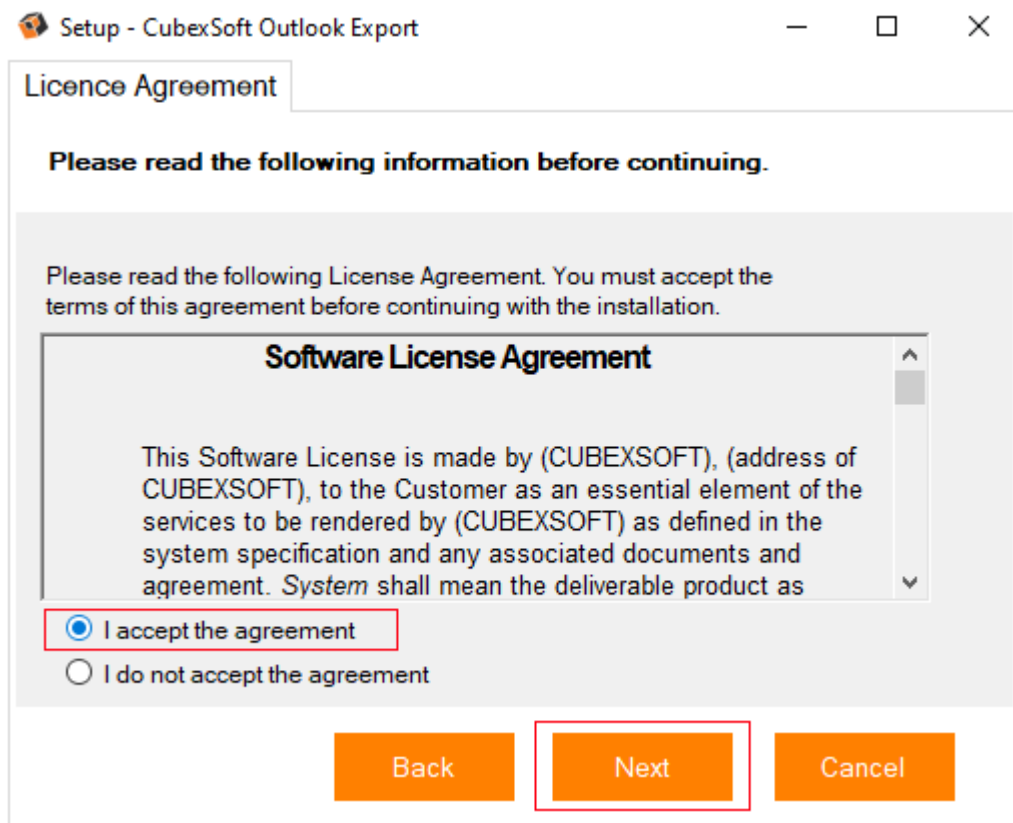 Setup - CubexSoft Outlook Export
Licence Agreement
Please read the following information before continuing.
Please read the following License Agreement. You must accept the
terms of this agreement before continuing with the installation.
Software License Agreement
This Software License is made by (CUBEXSOFT), (address of
CUBEXSOFT), to the Customer as an essential element of the
services to be rendered by (CUBEXSOFT) as defined in the
system specification and any associated documents and
agreement. System shall mean the deliverable product as
I accept the agreement
I do not accept the agreement
Back
Next
Cancel